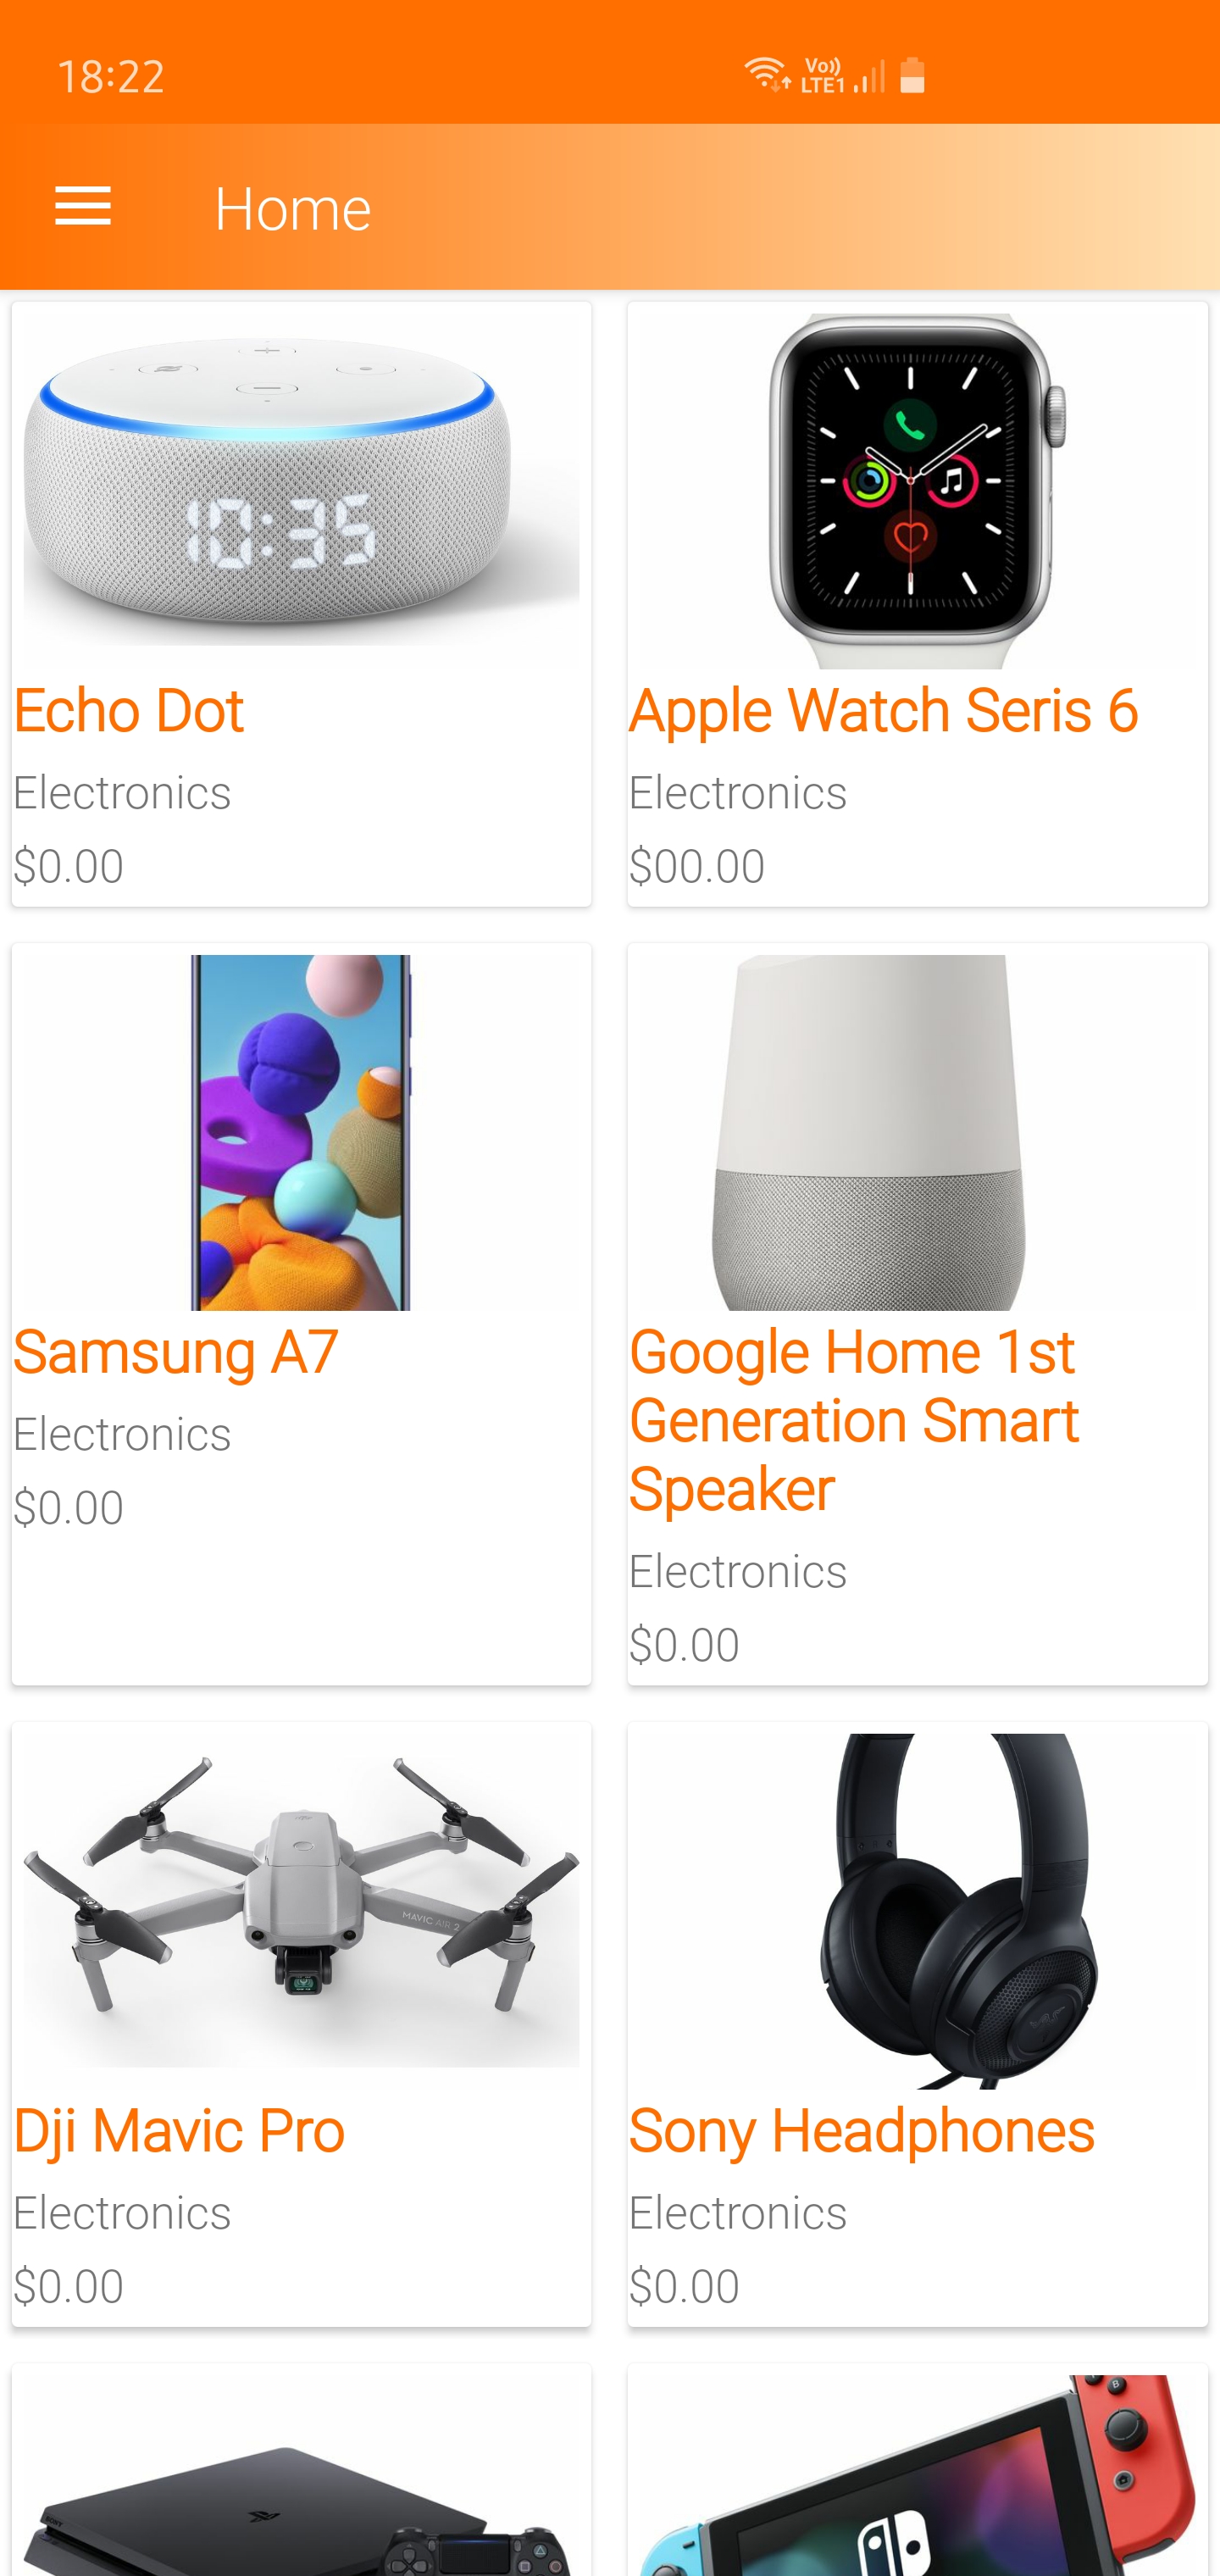 18:22
Vo))
LTE1
Home
10:35
Echo Dot
Electronics
$0.00
Apple Watch Seris 6
Electronics
$00.00
Samsung A7
Electronics
$0.00
Google Home 1st
Generation Smart
Speaker
Electronics
$0.00
MAVIC AIR 2
Dji Mavic Pro
Electronics
$0.00
Sony Headphones
Electronics
$0.00
SONY
B